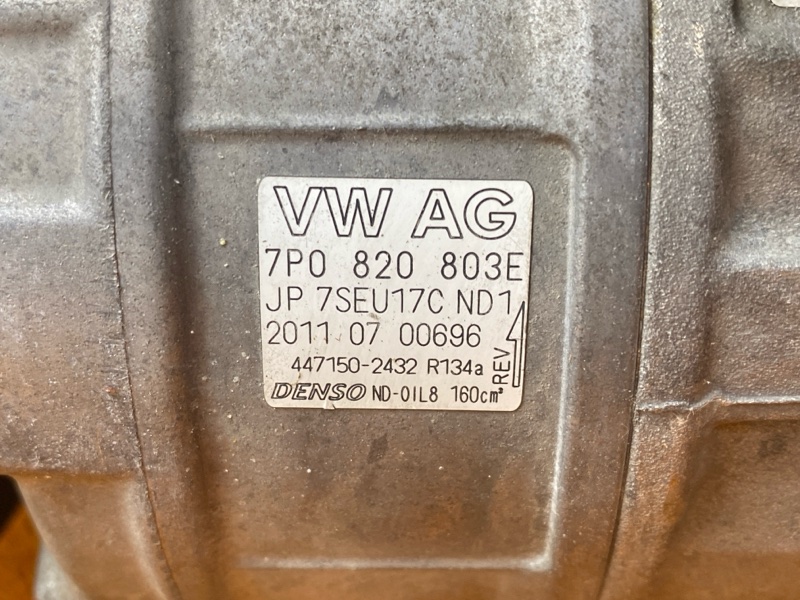 VW AG
7P0 820 803E
JP 7SEU17C ND1
2011 07 00696
447150-2432 R134a
REV
DENSO ND-OIL8 160cm³